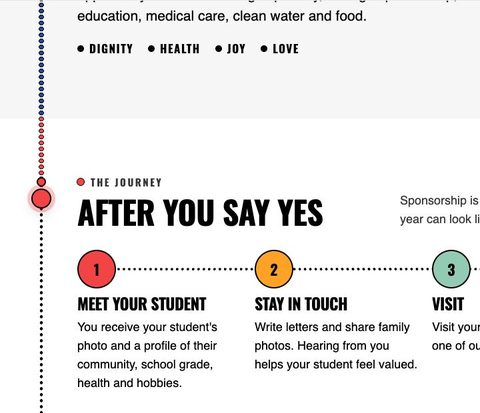 education, medical care, clean water and food.
DIGNITY HEALTH JOY LOVE
THE JOURNEY
AFTER YOU SAY YES
Sponsorship is
year can look
1 2 3
MEET YOUR STUDENT
You receive your student's
photo and a profile of their
community, school grade,
health and hobbies.
STAY IN TOUCH
Write letters and share family
photos. Hearing from you
helps your student feel valued.
VISIT
Visit your
one of